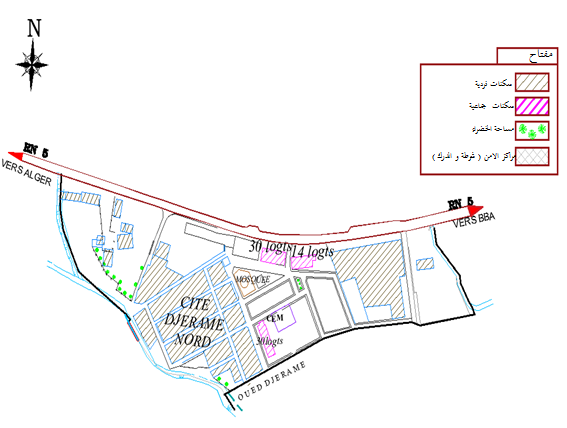 N
مفتاح
سكنات فردية
سكنات جماعية
مساحة الخضراء
مراكز الامن ( شرطة و الدرك )
RN 5
VERS ALGER
RN 5
VERS BBA
30 logts
14 logts
MOSQUEE
CITE
DJERAME
NORD
CEM
30logts
OUED DJERAME